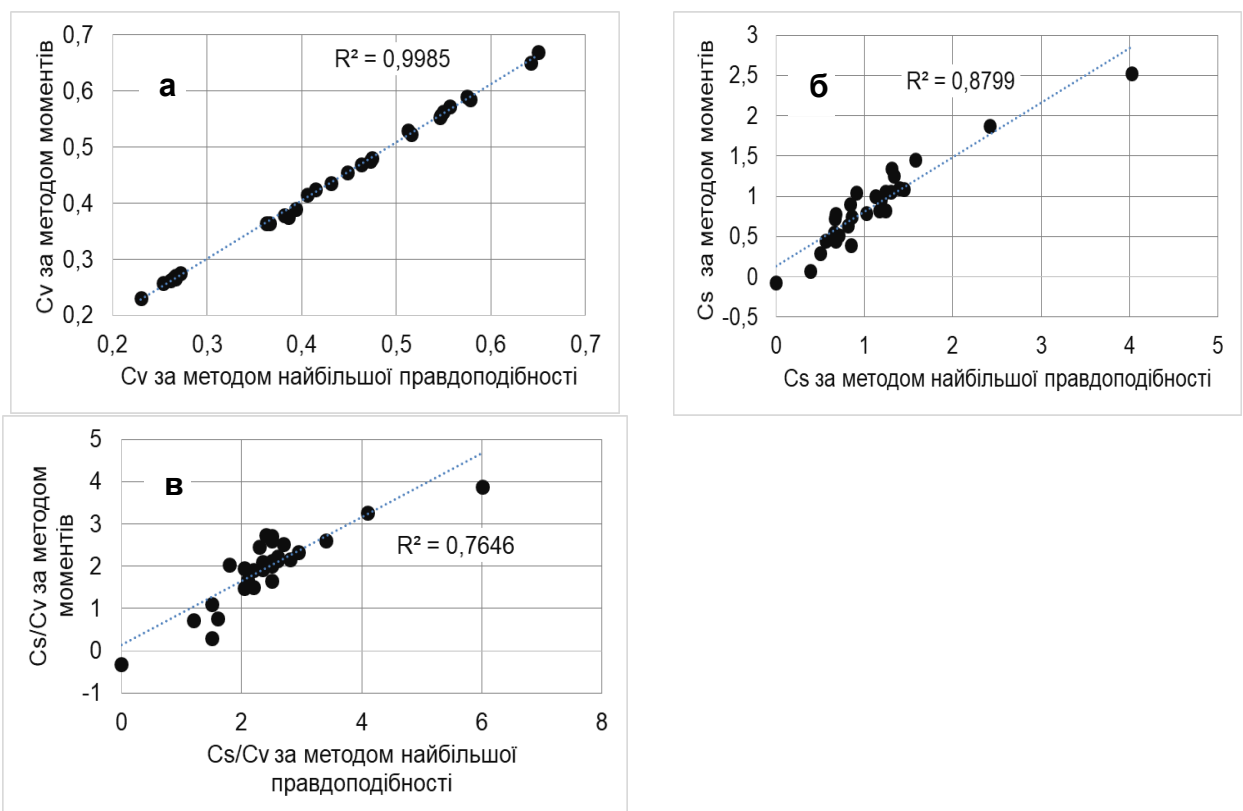 0,7
0,6
0,5
0,4
0,3
0,2
Cv за методом моментів
а
R² = 0,9985
0,2 0,3 0,4 0,5 0,6 0,7
Cv за методом найбільшої правдоподібності
3
2,5
2
1,5
1
0,5
0
-0,5
Cs за методом моментів
б
R² = 0,8799
0 1 2 3 4 5
Cs за методом найбільшої правдоподібності
5
4
3
2
1
0
-1
Cs/Cv за методом
моментів
в
R² = 0,7646
0 2 4 6 8
Cs/Cv за методом найбільшої
правдоподібності